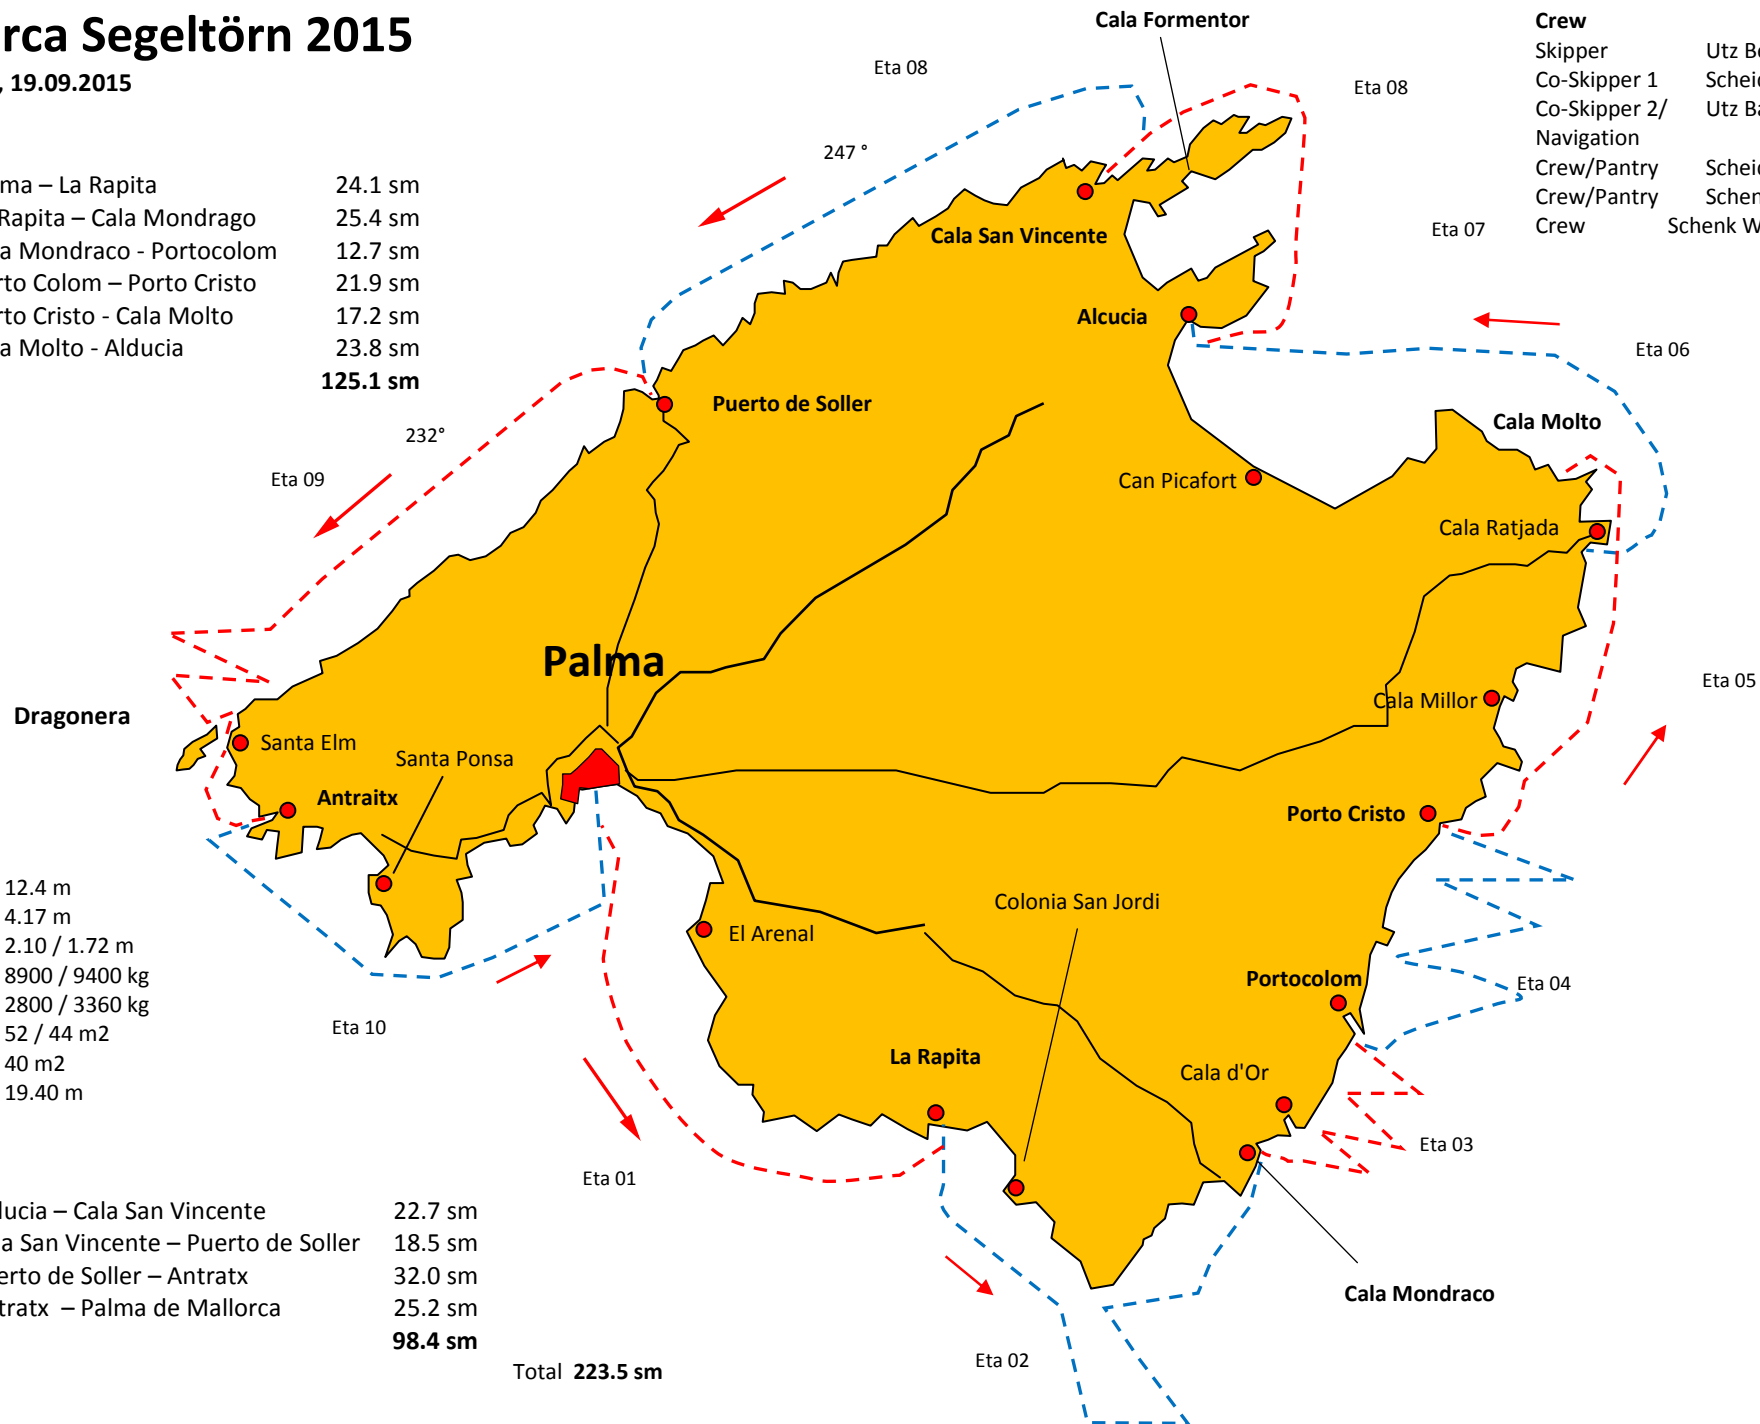 rca Segeltörn 2015
, 19.09.2015
ma – La Rapita 24.1 sm
Rapita – Cala Mondrago 25.4 sm
a Mondraco - Portocolom 12.7 sm
rto Colom – Porto Cristo 21.9 sm
rto Cristo - Cala Molto 17.2 sm
a Molto - Alducia 23.8 sm
125.1 sm
Crew
Skipper Utz B
Co-Skipper 1 Schei
Co-Skipper 2/ Utz Ba
Navigation
Crew/Pantry Scheid
Crew/Pantry Schen
Crew Schenk W
Cala Formentor
Eta 08
Eta 08
247 °
Eta 07
Cala San Vincente
Alcucia
Eta 06
Puerto de Soller
Cala Molto
232°
Eta 09
Can Picafort
Cala Ratjada
Palma
Eta 05
Cala Millor
Dragonera
Santa Elm
Santa Ponsa
Antraitx
Porto Cristo
12.4 m
4.17 m
2.10 / 1.72 m
8900 / 9400 kg
2800 / 3360 kg
52 / 44 m2
40 m2
19.40 m
Colonia San Jordi
El Arenal
Portocolom
Eta 04
Eta 10
La Rapita
Cala d'Or
Eta 03
Eta 01
Cala Mondraco
Eta 02
lucia – Cala San Vincente 22.7 sm
la San Vincente – Puerto de Soller 18.5 sm
erto de Soller – Antratx 32.0 sm
tratx – Palma de Mallorca 25.2 sm
98.4 sm
Total 223.5 sm